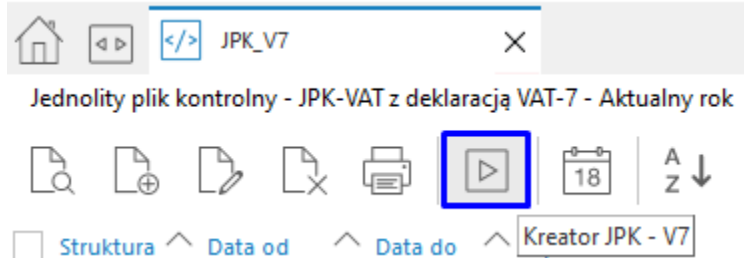 </> JPK_V7
Jednolity plik kontrolny - JPK-VAT z deklaracją VAT-7 - Aktualny rok
18 A Z
Kreator JPK - V7
Struktura Data od Data do